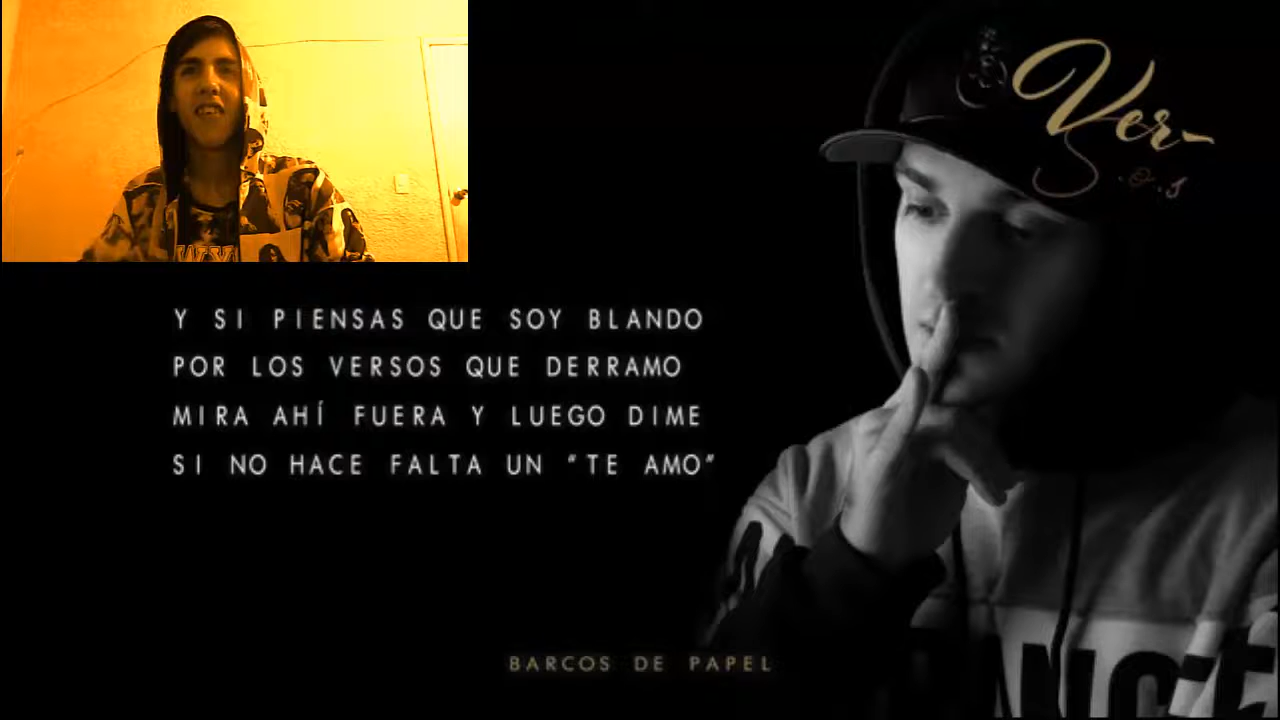 Ver-
S.O.S
Y SI PIENSAS QUE SOY BLANDO
POR LOS VERSOS QUE DERRAMO
MIRA AHÍ FUERA Y LUEGO DIME
SI NO HACE FALTA UN “TE AMO”
BARCOS DE PAPEL